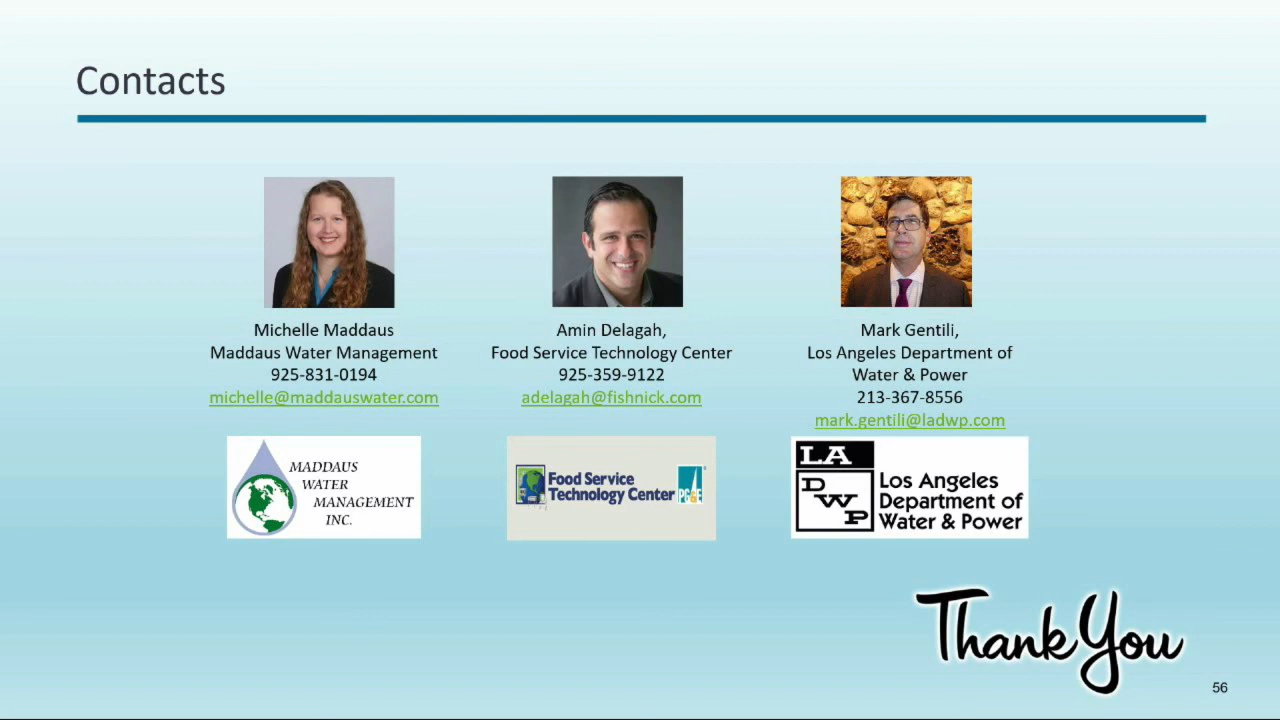 Contacts
Michelle Maddaus
Maddaus Water Management
925-831-0194
michelle@maddauswater.com
MADDAUS
WATER
MANAGEMENT
INC.
Amin Delagah,
Food Service Technology Center
925-359-9122
adelagah@fishnick.com
Food Service
Technology Center
PG&E
Mark Gentili,
Los Angeles Department of
Water & Power
213-367-8556
mark.gentili@ladwp.com
LA
DWP
Los Angeles
Department of
Water & Power
Thank You
56